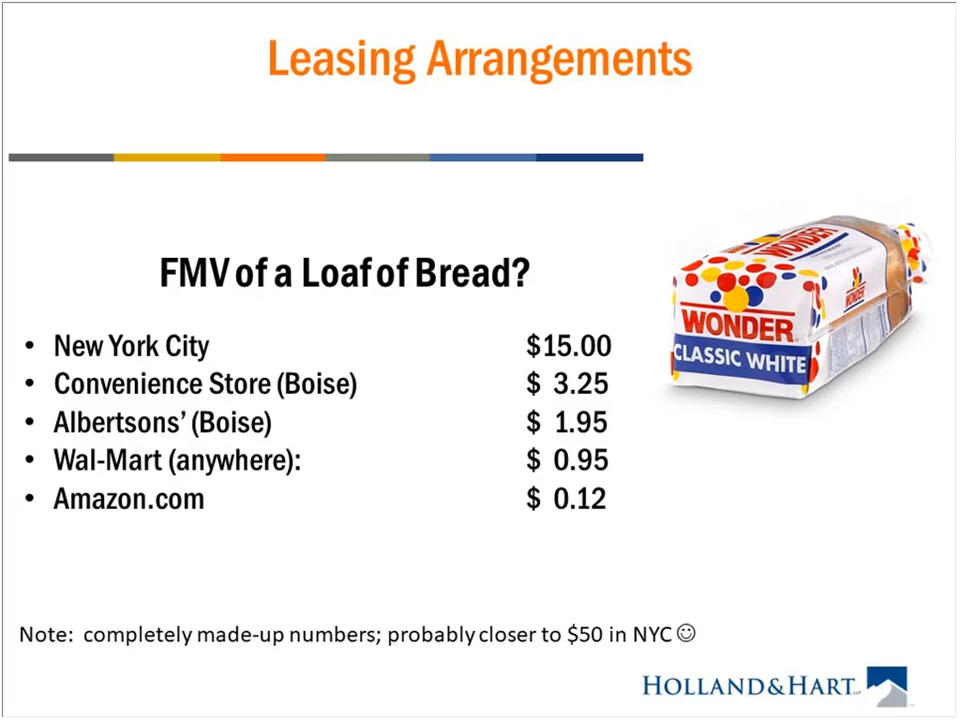 Leasing Arrangements
FMV of a Loaf of Bread?
• New York City $15.00
• Convenience Store (Boise) $ 3.25
• Albertsons’ (Boise) $ 1.95
• Wal-Mart (anywhere): $ 0.95
• Amazon.com $ 0.12
WONDER
WONDER
WONDER
CLASSIC WHITE
Note: completely made-up numbers; probably closer to $50 in NYC ☺
HOLLAND & HART